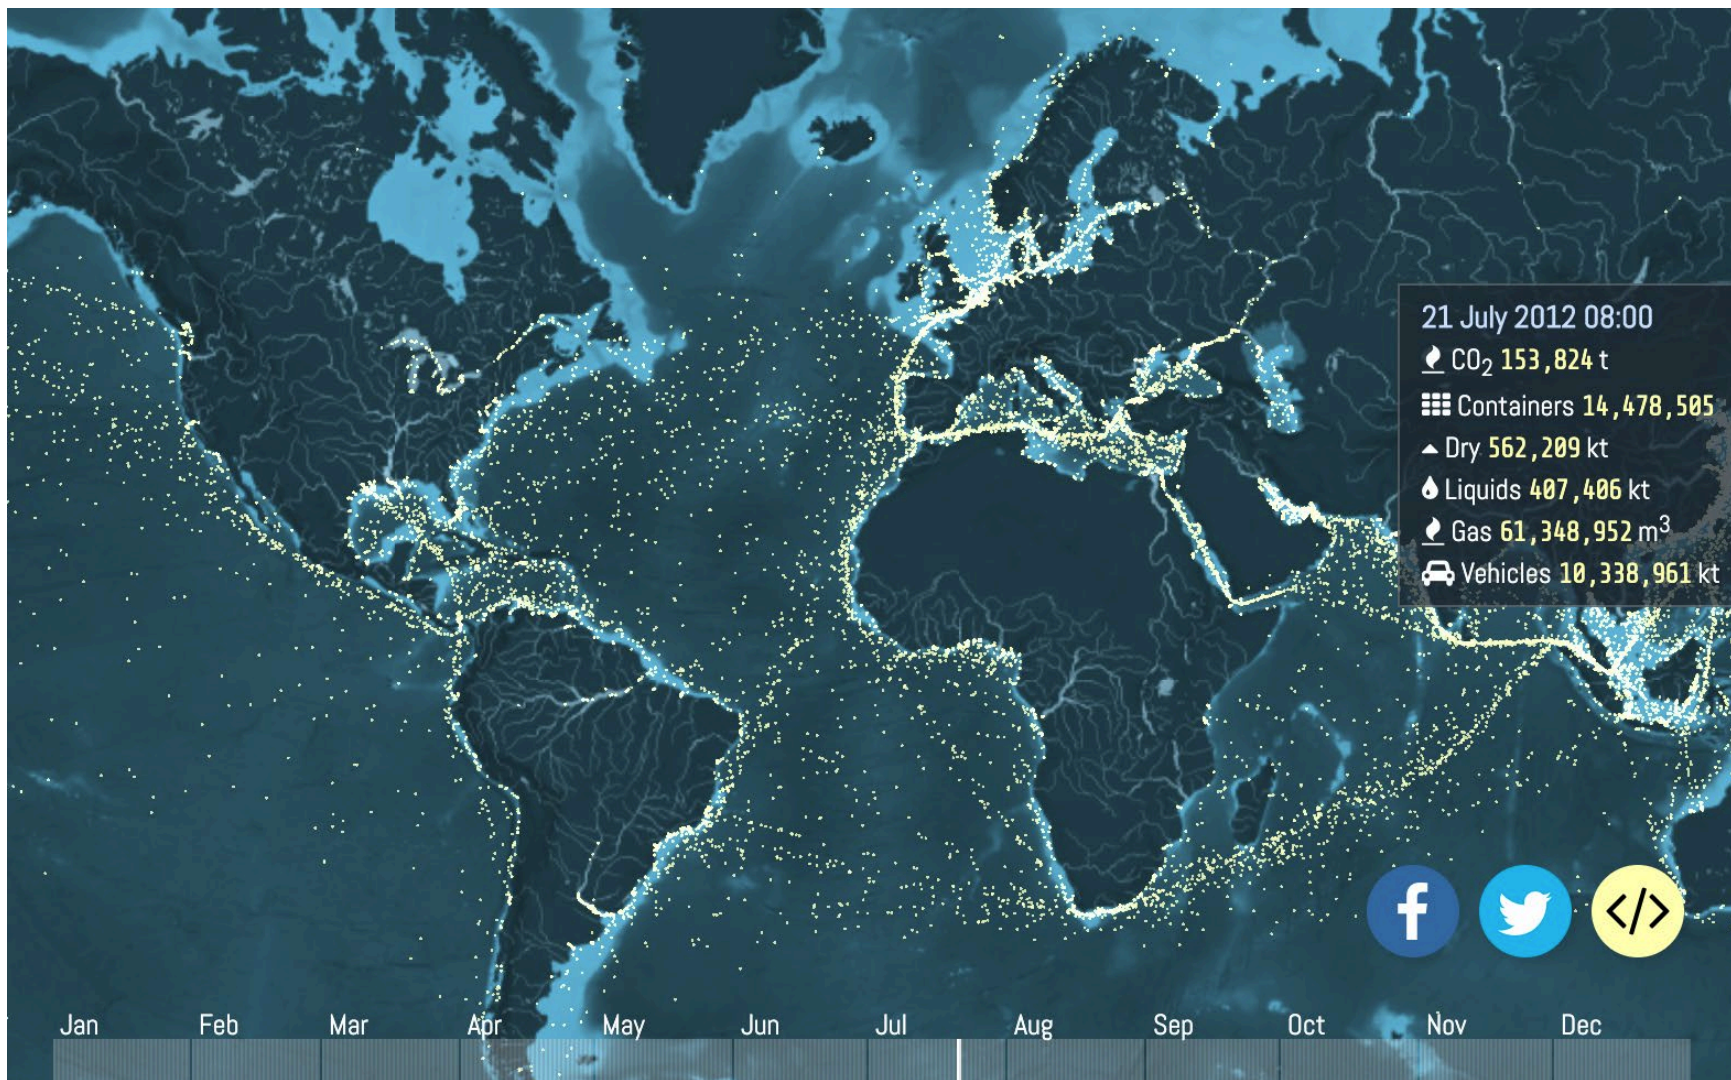 21 July 2012 08:00
CO₂ 153,824 t
Containers 14,478,505
Dry 562,209 kt
Liquids 407,406 kt
Gas 61,348,952 m³
Vehicles 10,338,961 kt
f
</>
Jan Feb Mar Apr May Jun Jul Aug Sep Oct Nov Dec